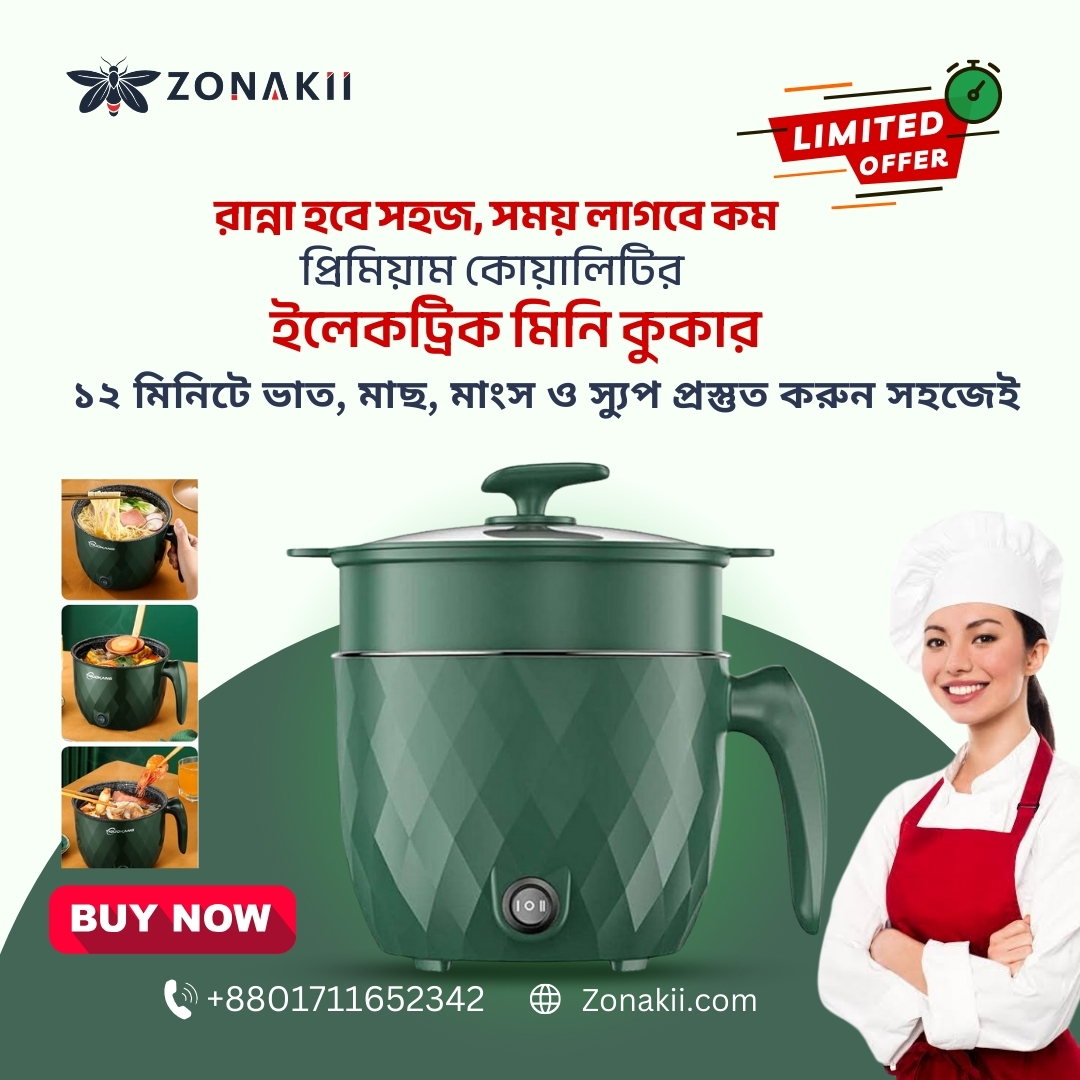 ZONAKII
LIMITED
OFFER
রান্না হবে সহজ, সময় লাগবে কম
প্রিমিয়াম কোয়ালিটির
ইলেকট্রিক মিনি কুকার
১২ মিনিটে ভাত, মাছ, মাংস ও স্যুপ প্রস্তুত করুন সহজেই
I O II
BUY NOW
+8801711652342
Zonakii.com